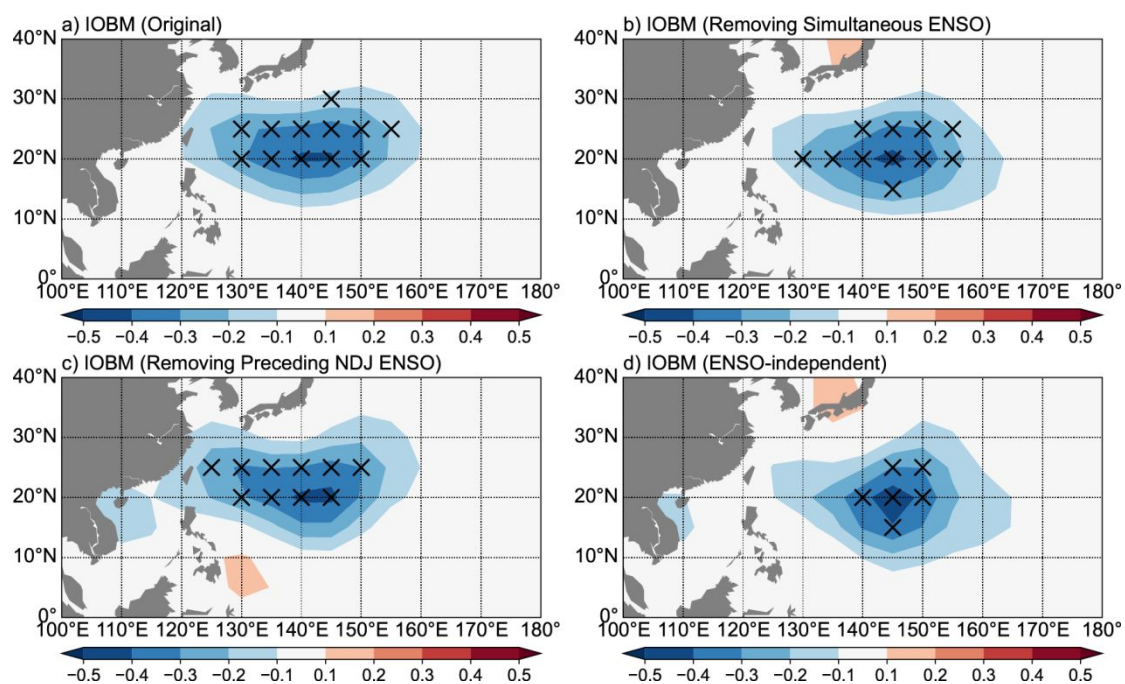 a) IOBM (Original)
40°N
30°N
20°N
10°N
0°
100°E 110°E 120°E 130°E 140°E 150°E 160°E 170°E 180°
−0.5 −0.4 −0.3 −0.2 −0.1 0.1 0.2 0.3 0.4 0.5
b) IOBM (Removing Simultaneous ENSO)
40°N
30°N
20°N
10°N
0°
100°E 110°E 120°E 130°E 140°E 150°E 160°E 170°E 180°
−0.5 −0.4 −0.3 −0.2 −0.1 0.1 0.2 0.3 0.4 0.5
c) IOBM (Removing Preceding NDJ ENSO)
40°N
30°N
20°N
10°N
0°
100°E 110°E 120°E 130°E 140°E 150°E 160°E 170°E 180°
−0.5 −0.4 −0.3 −0.2 −0.1 0.1 0.2 0.3 0.4 0.5
d) IOBM (ENSO-independent)
40°N
30°N
20°N
10°N
0°
100°E 110°E 120°E 130°E 140°E 150°E 160°E 170°E 180°
−0.5 −0.4 −0.3 −0.2 −0.1 0.1 0.2 0.3 0.4 0.5